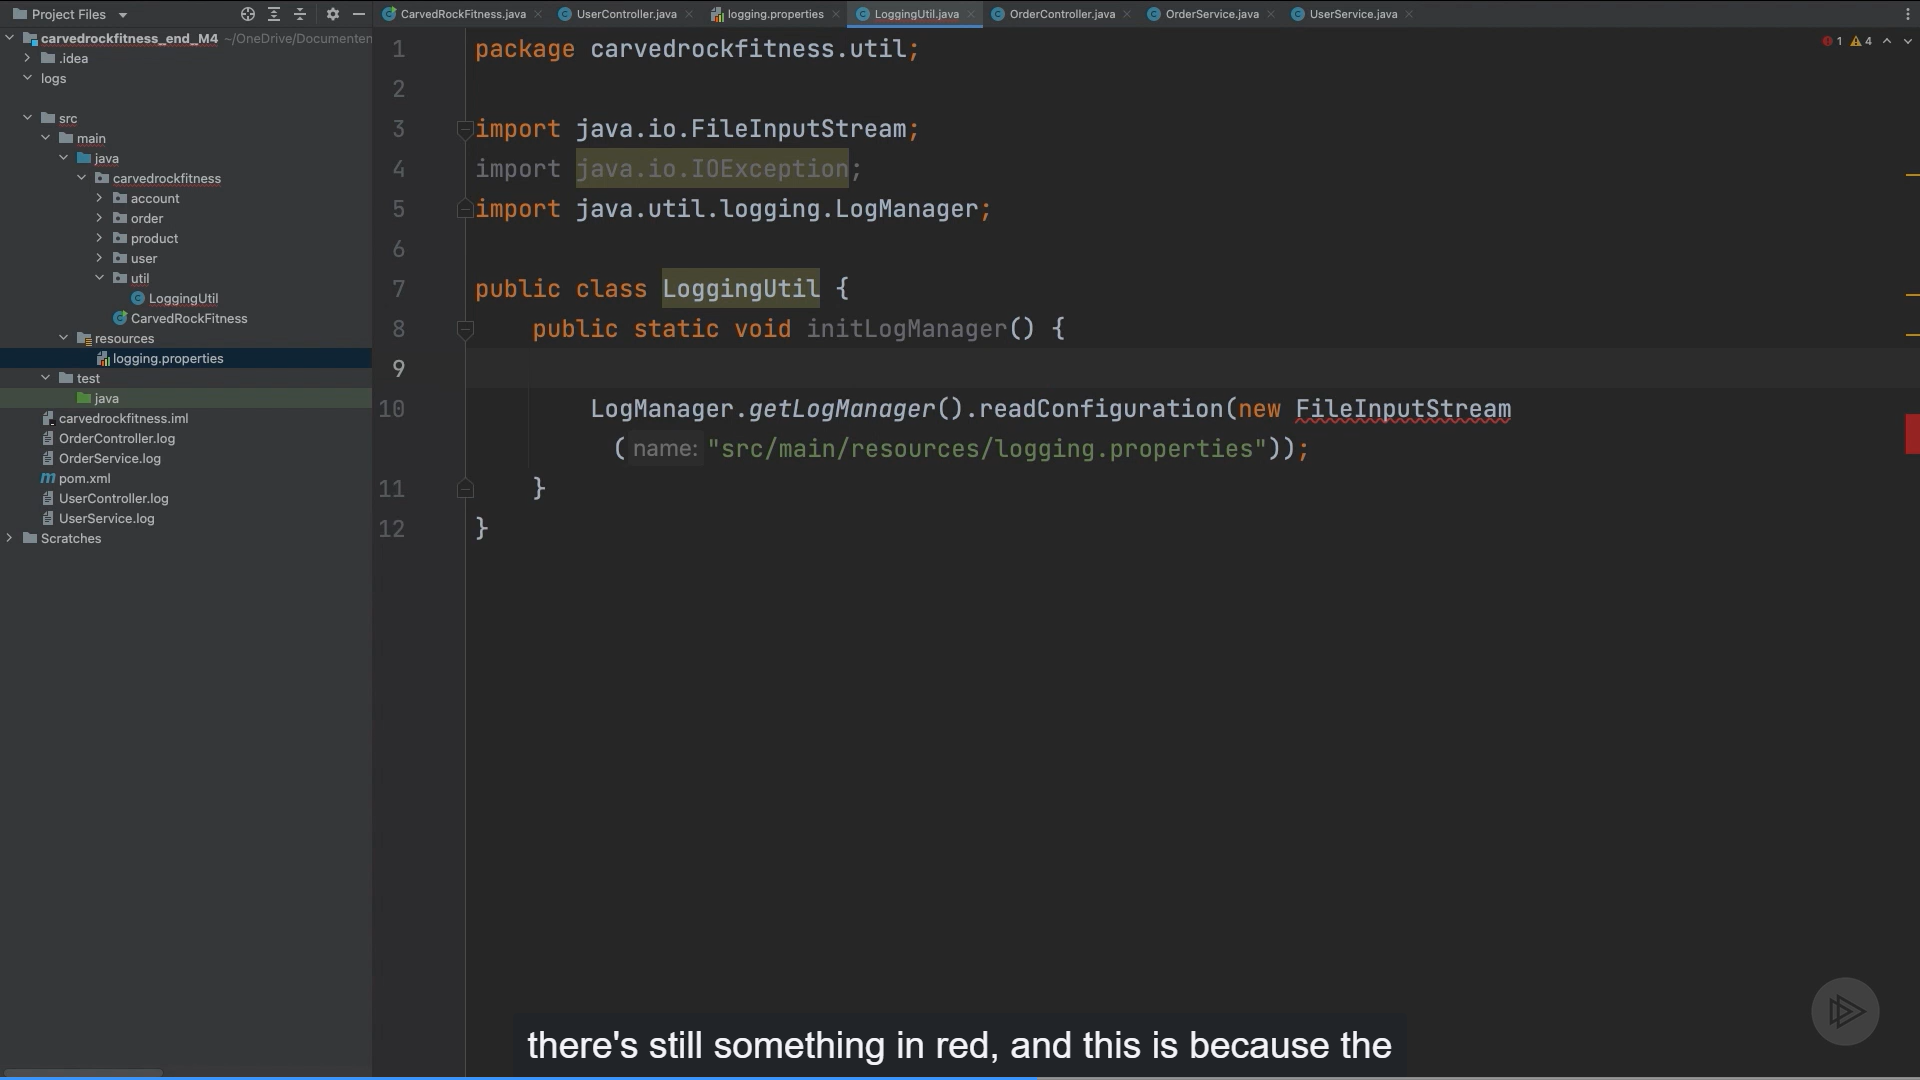 Project Files
CarvedRockFitness.java
UserController.java
logging.properties
LoggingUtil.java
OrderController.java
OrderService.java
UserService.java
carvedrockfitness_end_M4 ~/OneDrive/Documenten
.idea
logs
src
main
java
carvedrockfitness
account
order
product
user
util
LoggingUtil
CarvedRockFitness
resources
logging.properties
test
java
carvedrockfitness.iml
OrderController.log
OrderService.log
pom.xml
UserController.log
UserService.log
Scratches
1 4
1 package carvedrockfitness.util;
2
3 import java.io.FileInputStream;
4 import java.io.IOException;
5 import java.util.logging.LogManager;
6
7 public class LoggingUtil {
8 public static void initLogManager() {
9
10 LogManager.getLogManager().readConfiguration(new FileInputStream
( name: "src/main/resources/logging.properties"));
11 }
12 }
there's still something in red, and this is because the